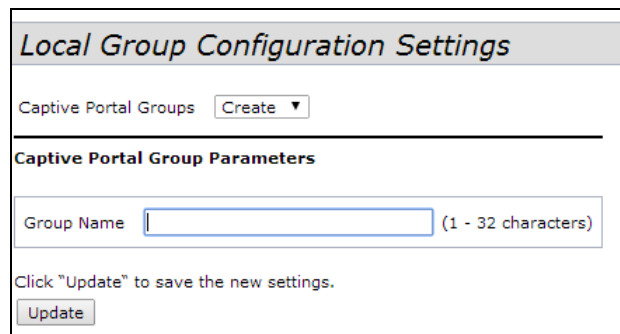 Local Group Configuration Settings
Captive Portal Groups Create ▼
Captive Portal Group Parameters
Group Name (1 - 32 characters)
Click "Update" to save the new settings.
Update